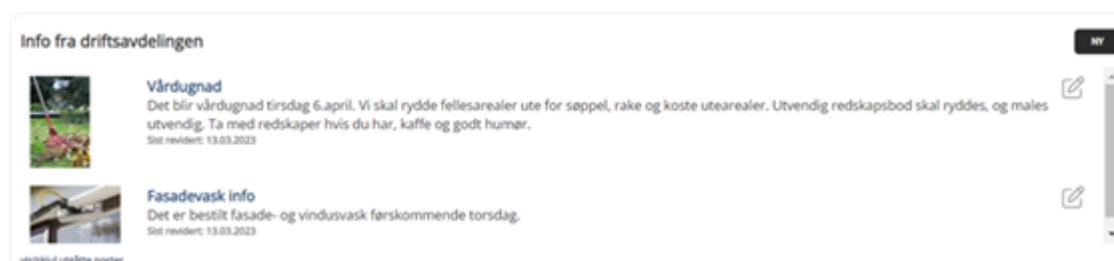 Info fra driftsavdelingen
NY
Vårdugnad
Det blir vårdugnad tirsdag 6.april. Vi skal rydde fellesarealer ute for søppel, rake og koste utearealer. Utvendig redskapsbod skal ryddes, og males
utvendig. Ta med redskaper hvis du har, kaffe og godt humør.
Sist revidert: 13.03.2023
Fasadevask info
Det er bestilt fasade- og vindusvask førskommende torsdag.
Sist revidert: 13.03.2023